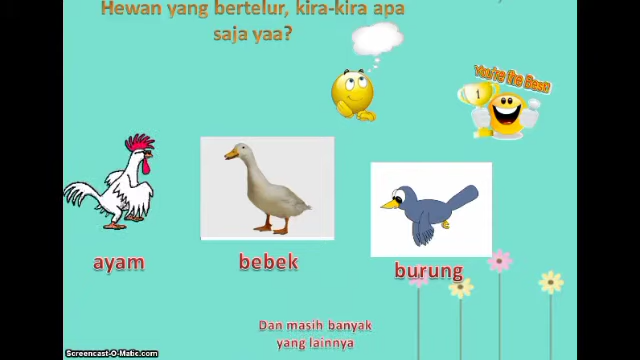 Hewan yang bertelur, kira-kira apa
saja yaa?
You're the Best!
1
ayam
bebek
burung
Dan masih banyak
yang lainnya
Screencast-O-Matic.com